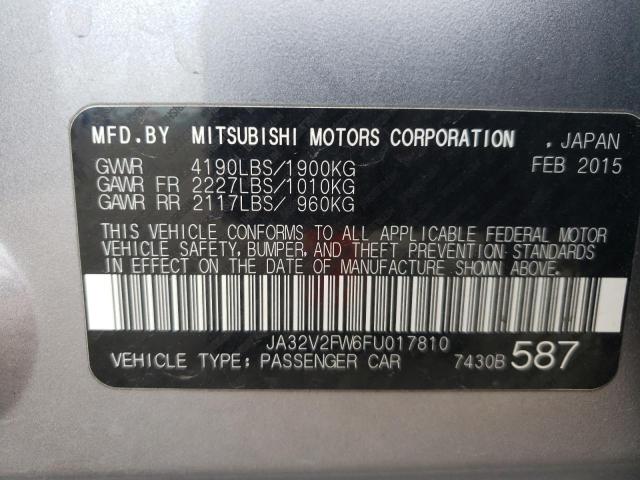 MFD.BY MITSUBISHI MOTORS CORPORATION , JAPAN
GVWR 4190LBS/1900KG FEB 2015
GAWR FR 2227LBS/1010KG
GAWR RR 2117LBS/ 960KG
THIS VEHICLE CONFORMS TO ALL APPLICABLE FEDERAL MOTOR
VEHICLE SAFETY, BUMPER, AND THEFT PREVENTION STANDARDS
IN EFFECT ON THE DATE OF MANUFACTURE SHOWN ABOVE.
JA32V2FW6FU017810
VEHICLE TYPE: PASSENGER CAR 7430B 587